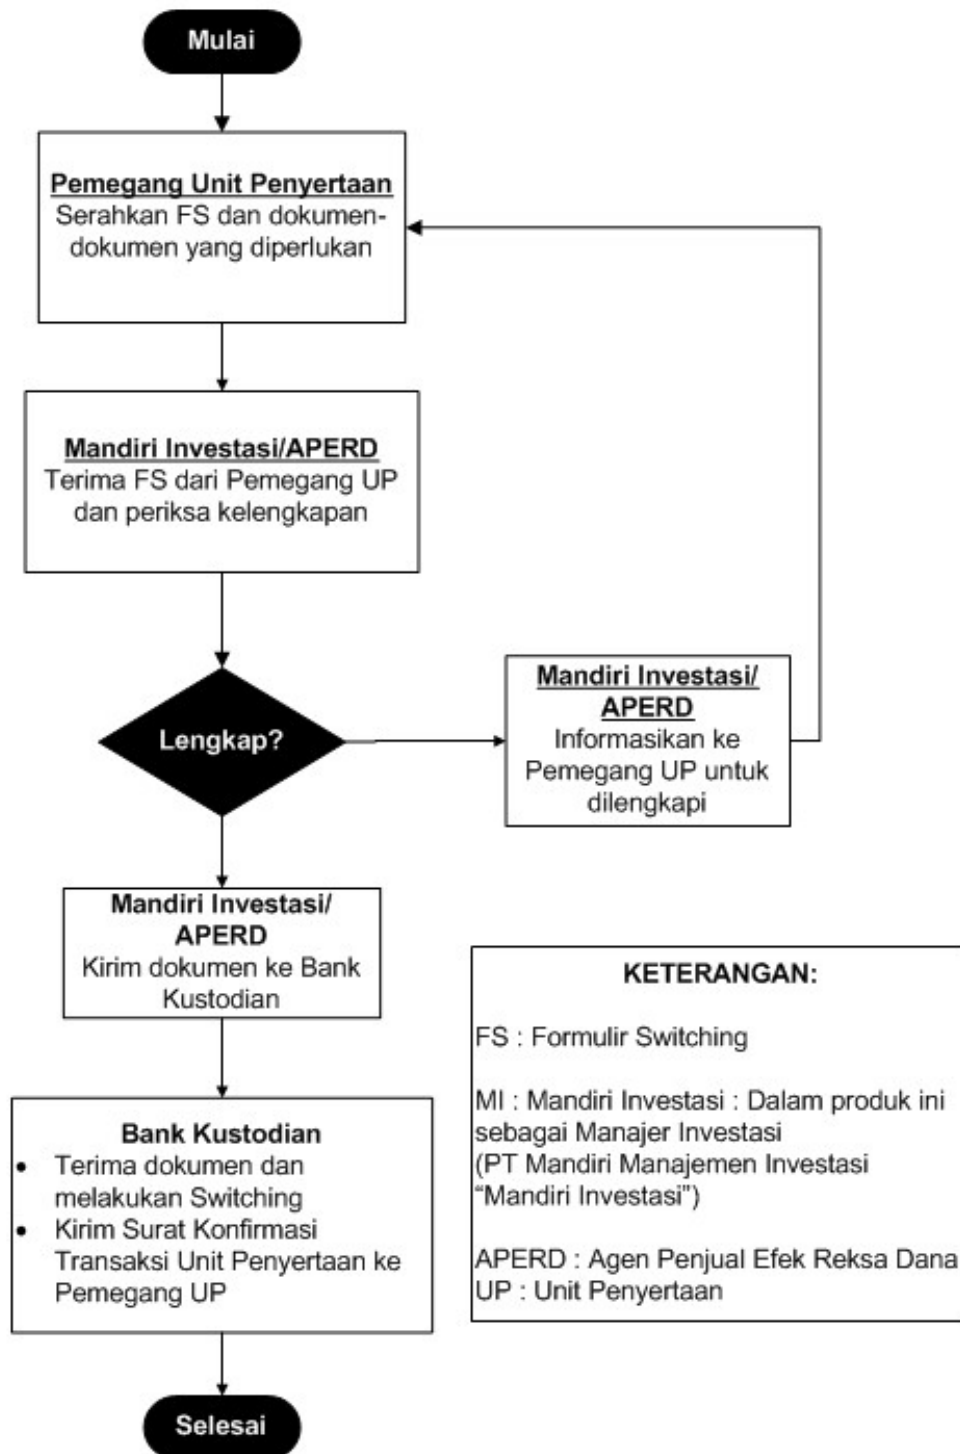 Mulai
Pemegang Unit Penyertaan
Serahkan FS dan dokumen-
dokumen yang diperlukan
Mandiri Investasi/APERD
Terima FS dari Pemegang UP
dan periksa kelengkapan
Lengkap?
Mandiri Investasi/
APERD
Informasikan ke
Pemegang UP untuk
dilengkapi
Mandiri Investasi/
APERD
Kirim dokumen ke Bank
Kustodian
Bank Kustodian
• Terima dokumen dan
melakukan Switching
• Kirim Surat Konfirmasi
Transaksi Unit Penyertaan ke
Pemegang UP
Selesai
KETERANGAN:
FS : Formulir Switching
MI : Mandiri Investasi : Dalam produk ini
sebagai Manajer Investasi
(PT Mandiri Manajemen Investasi
“Mandiri Investasi”)
APERD : Agen Penjual Efek Reksa Dana
UP : Unit Penyertaan